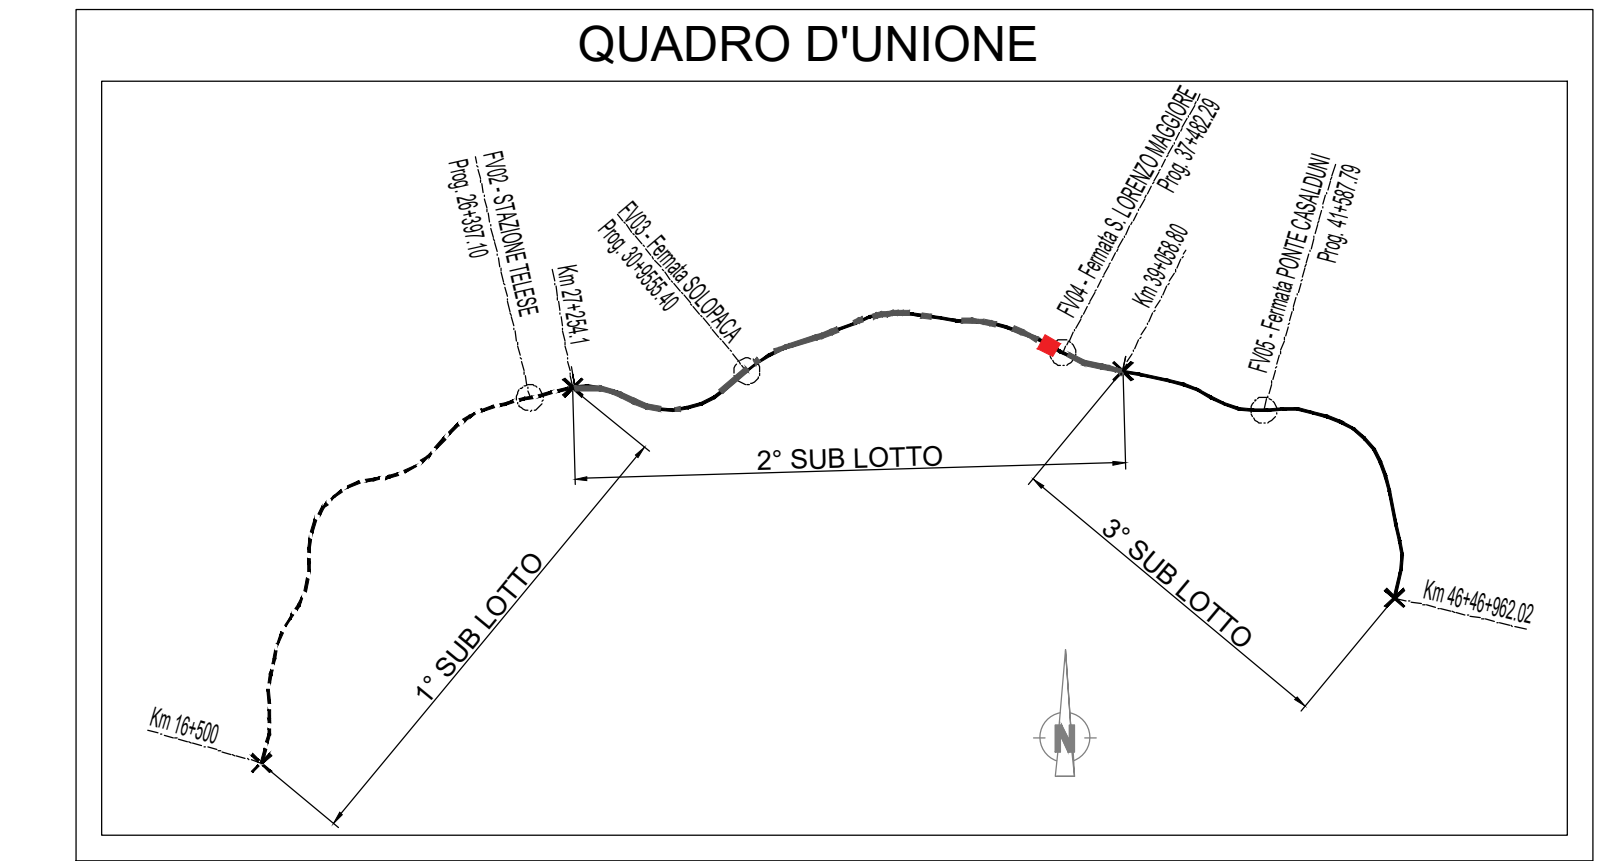 QUADRO D'UNIONE
FV02 - STAZIONE TELESE
Prog. 26+397.10
Km 27+254.1
FV03 - Fermata SOLOPACA
Prog. 30+9555.40
FV04 - Fermata S. LORENZO MAGGIORE
Prog. 37+482.29
Km 39+058.80
FV05 - Fermata PONTE CASALDUNI
Prog. 41+587.79
2° SUB LOTTO
1° SUB LOTTO
3° SUB LOTTO
Km 46+46+962.02
Km 16+500
N